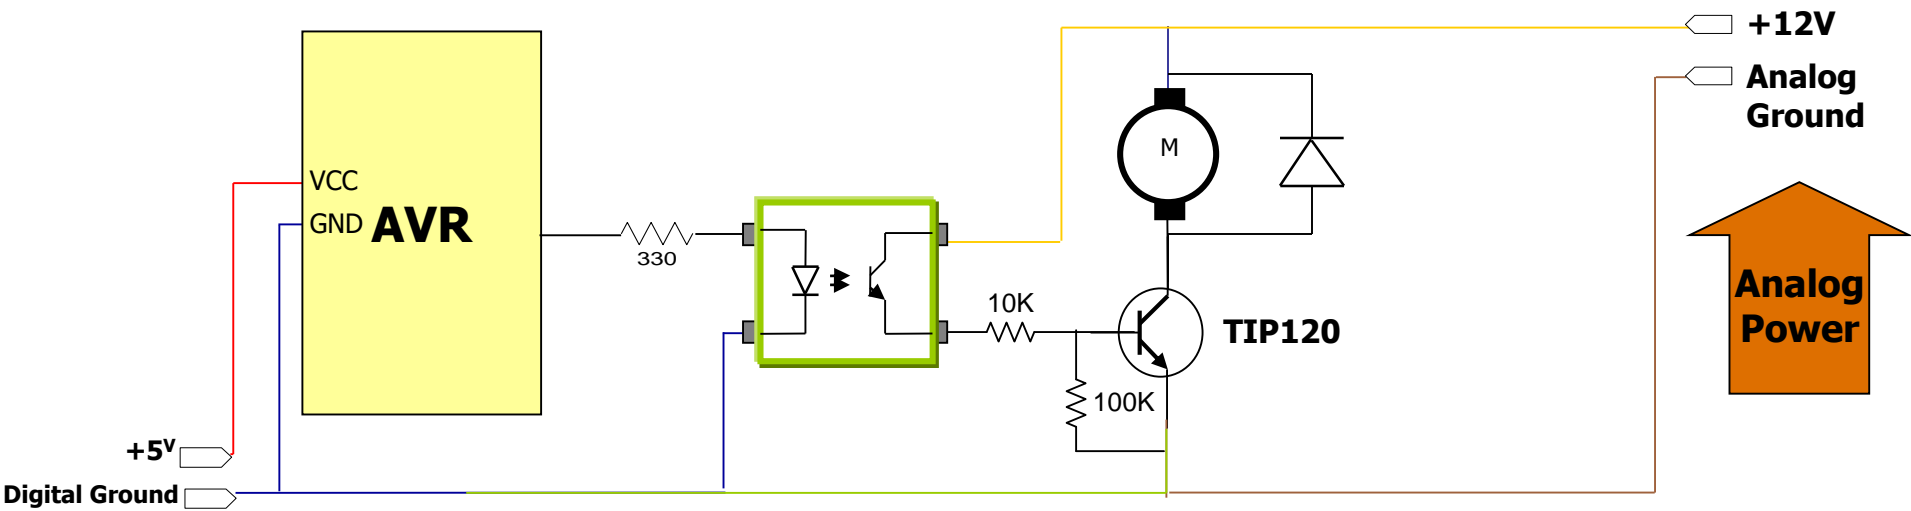 +12V
Analog
Ground
M
VCC
GND
AVR
330
10K
TIP120
100K
Analog
Power
+5V
Digital Ground